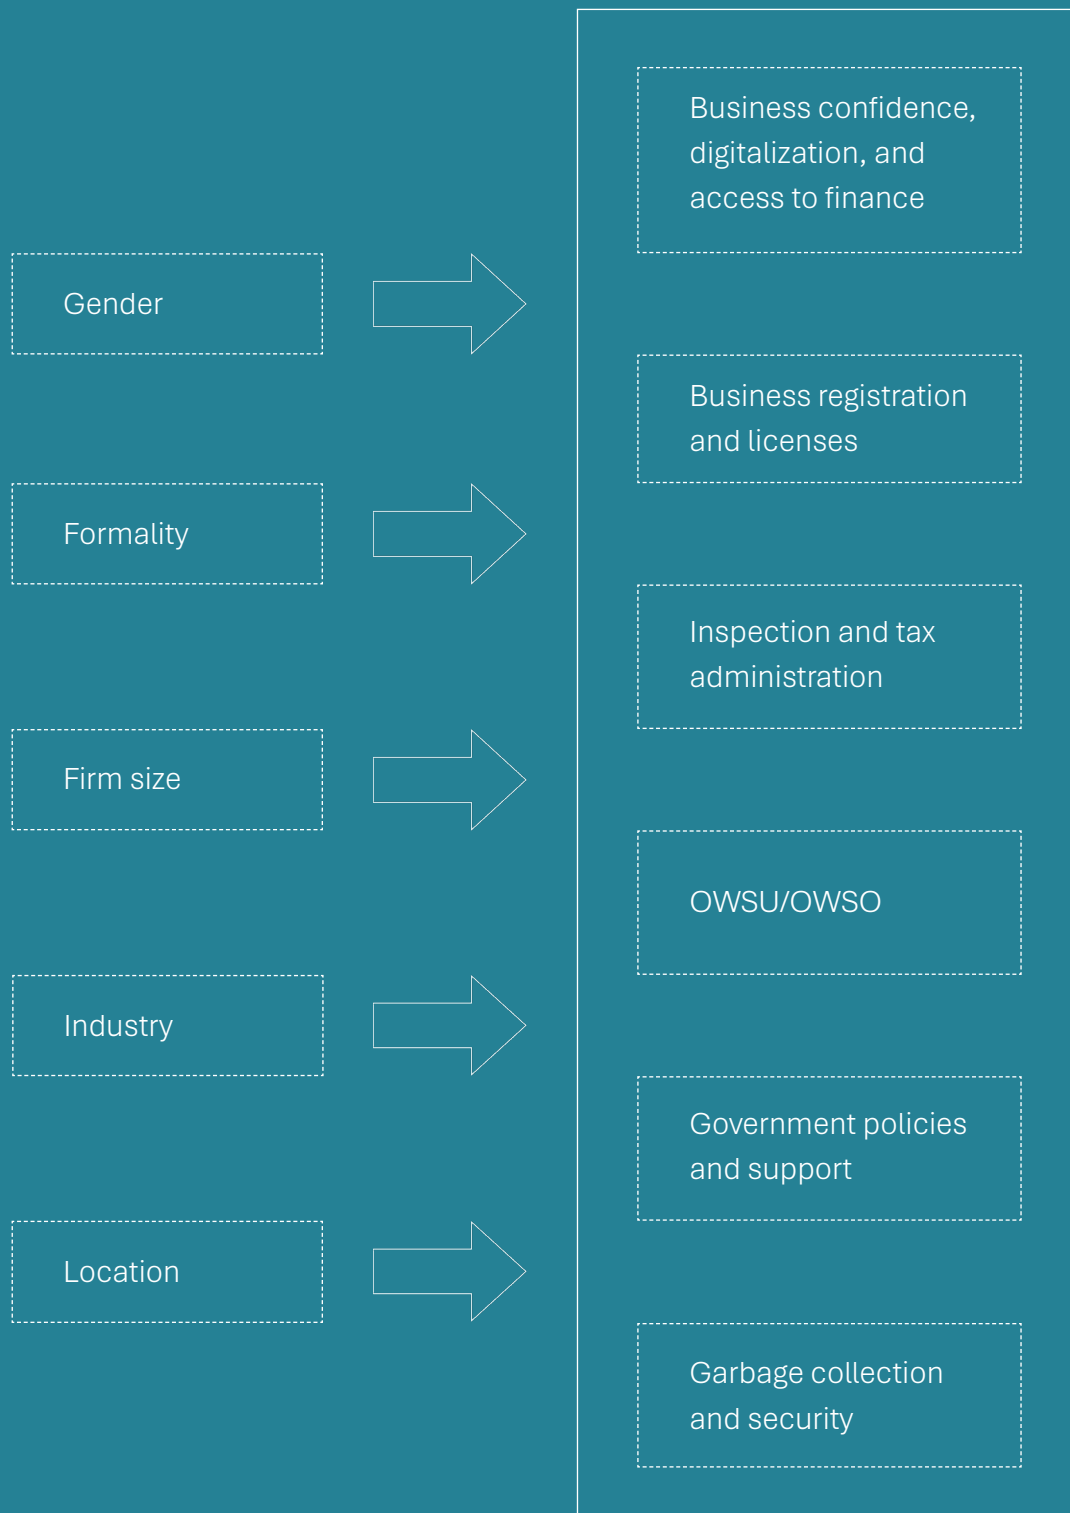 Gender
Formality
Firm size
Industry
Location
Business confidence,
digitalization, and
access to finance
Business registration
and licenses
Inspection and tax
administration
OWSU/OWSO
Government policies
and support
Garbage collection
and security